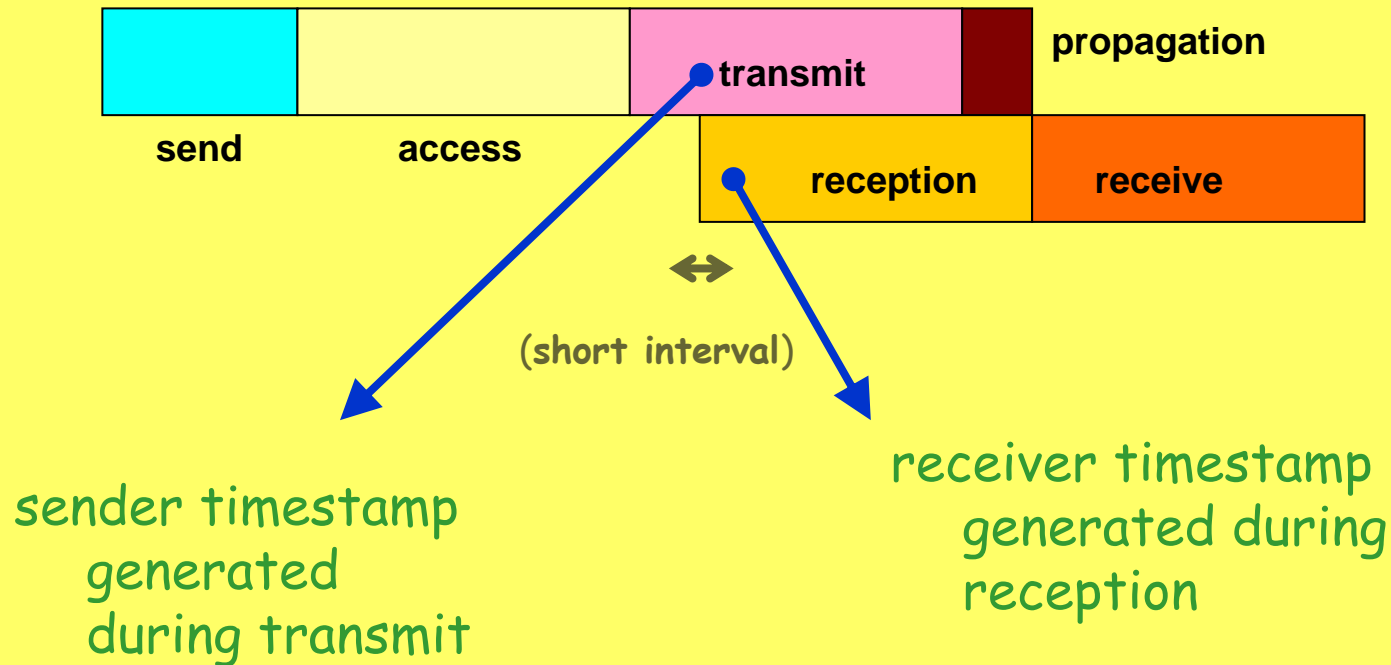 propagation
transmit
send
access
reception
receive
(short interval)
receiver timestamp
generated during
reception
sender timestamp
generated
during transmit